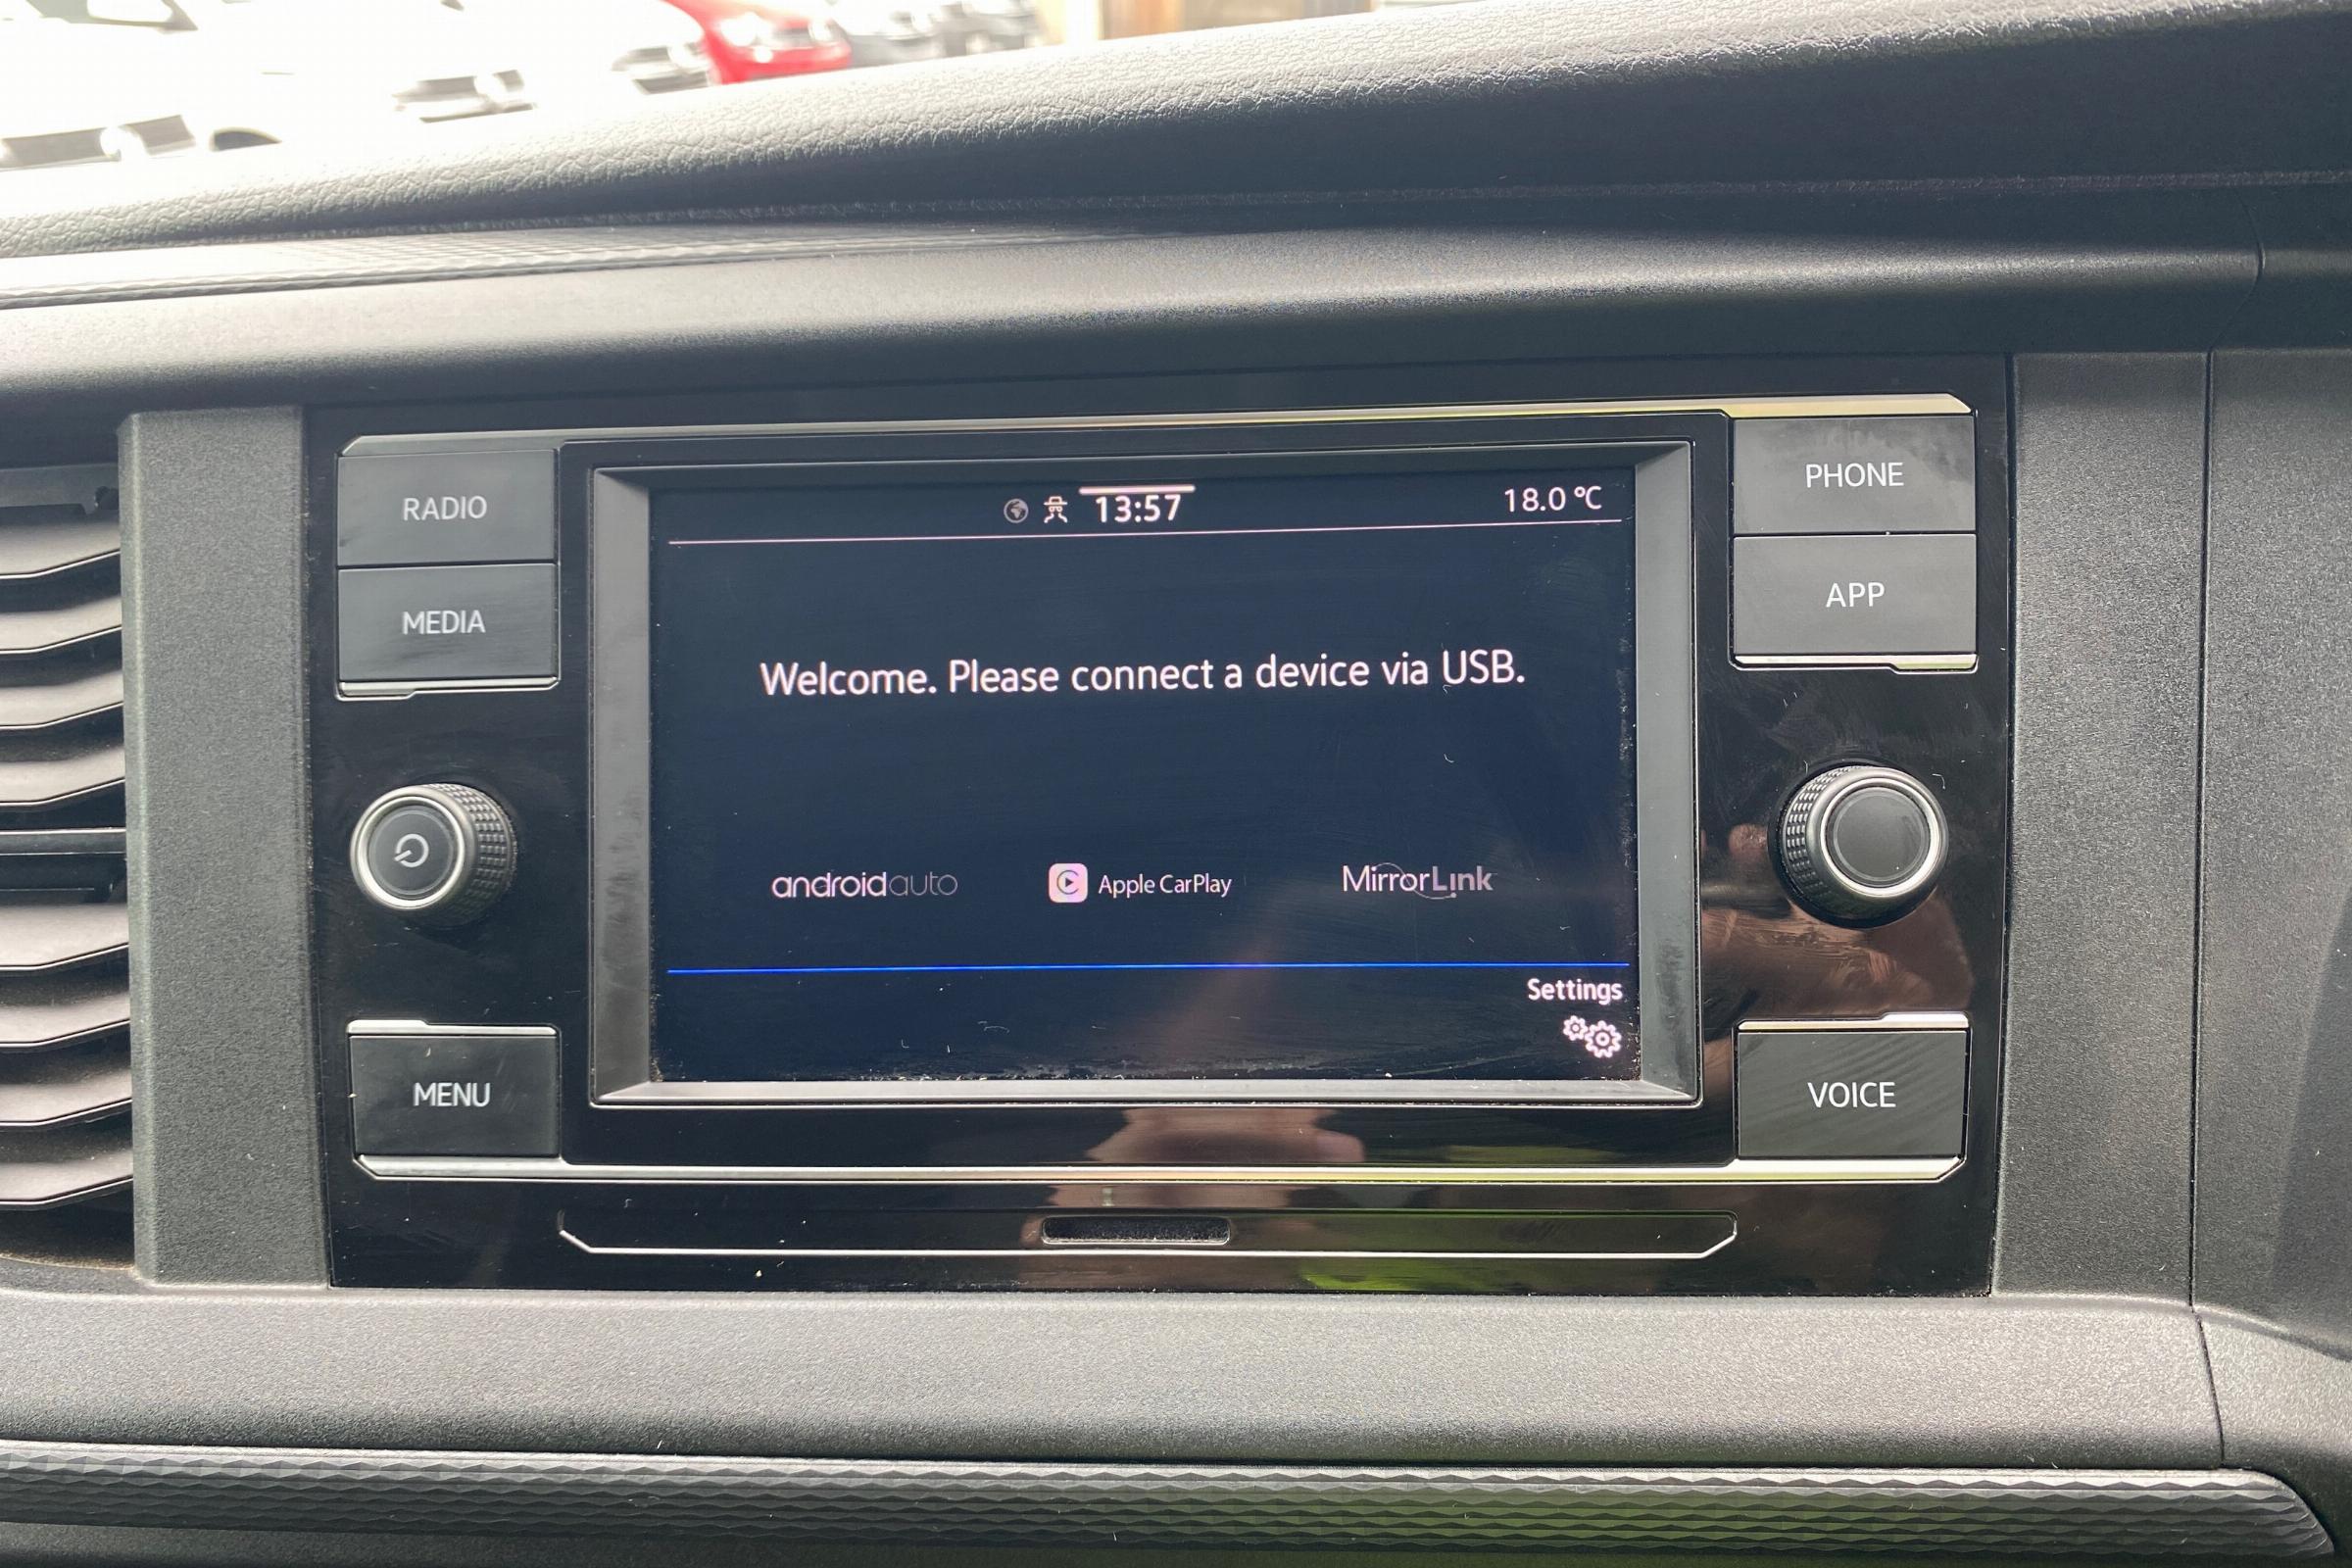 RADIO
MEDIA
MENU
13:57
18.0 °C
Welcome. Please connect a device via USB.
androidauto
Apple CarPlay
MirrorLink
Settings
PHONE
APP
VOICE